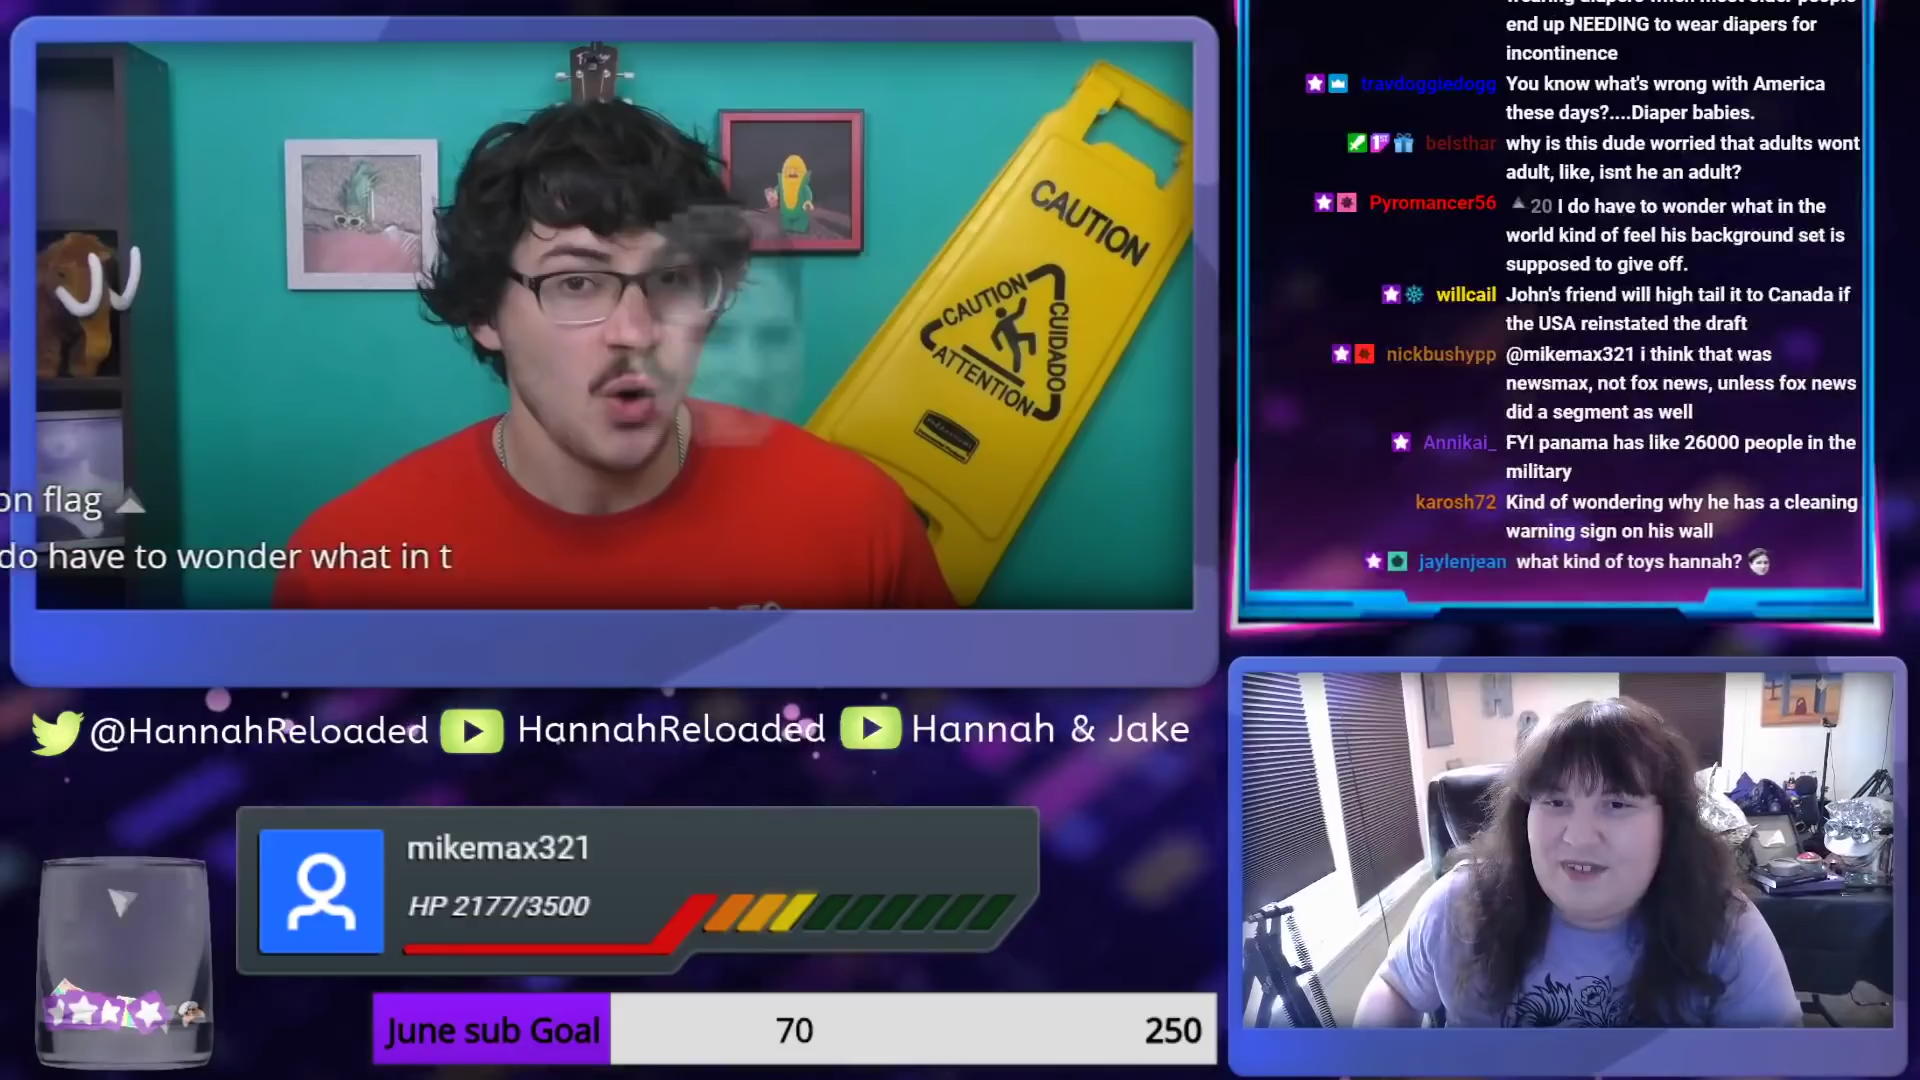 end up NEEDING to wear diapers for
incontinence
travdoggiedogg You know what's wrong with America
these days?....Diaper babies.
belsthar why is this dude worried that adults wont
adult, like, isnt he an adult?
Pyromancer56 20 I do have to wonder what in the
world kind of feel his background set is
supposed to give off.
willcail John's friend will high tail it to Canada if
the USA reinstated the draft
nickbushypp @mikemax321 i think that was
newsmax, not fox news, unless fox news
did a segment as well
Annikai_ FYI panama has like 26000 people in the
military
karosh72 Kind of wondering why he has a cleaning
warning sign on his wall
jaylenjean what kind of toys hannah?
CAUTION
CAUTION
CUIDADO
ATTENTION
on flag
do have to wonder what in t
@HannahReloaded HannahReloaded Hannah & Jake
mikemax321
HP 2177/3500
June sub Goal 70 250